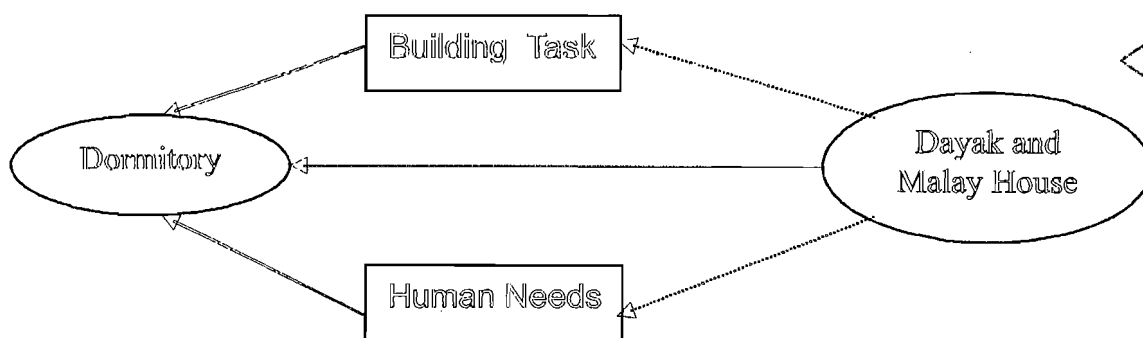 Building Task
Dormitory
Dayak and
Malay House
Human Needs